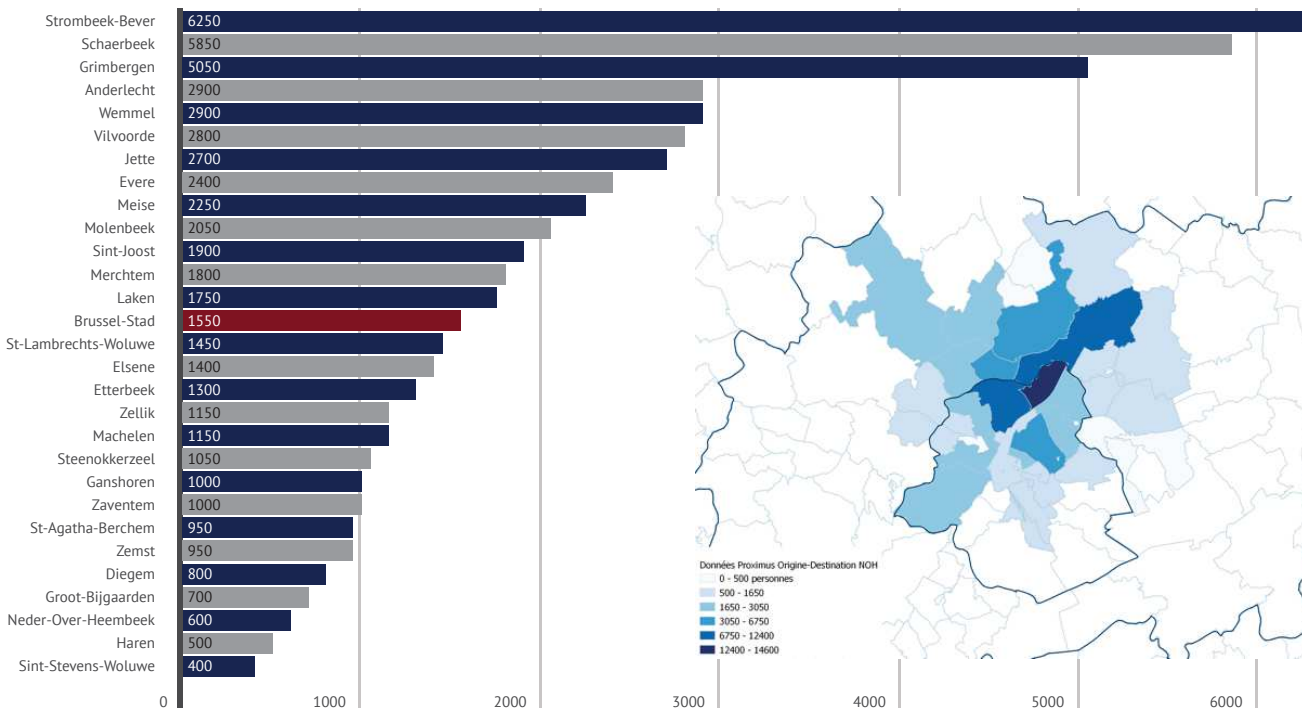 Strombeek-Bever 6250
Schaerbeek 5850
Grimbergen 5050
Anderlecht 2900
Wemmel 2900
Vilvoorde 2800
Jette 2700
Evere 2400
Meise 2250
Molenbeek 2050
Sint-Joost 1900
Merchtem 1800
Laken 1750
Brussel-Stad 1550
St-Lambrechts-Woluwe 1450
Elsene 1400
Etterbeek 1300
Zellik 1150
Machelen 1150
Steenokkerzeel 1050
Ganshoren 1000
Zaventem 1000
St-Agatha-Berchem 950
Zemst 950
Diegem 800
Groot-Bijgaarden 700
Neder-Over-Heembeek 600
Haren 500
Sint-Stevens-Woluwe 400
0 1000 2000 3000 4000 5000 6000
Données Proximus Origine-Destination NOH
0 - 500 personnes
500 - 1650
1650 - 3050
3050 - 6750
6750 - 12400
12400 - 14600